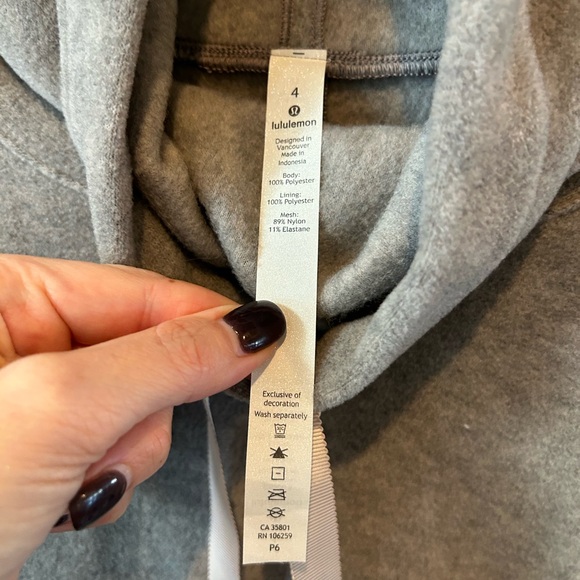 4
lululemon
Designed in
Vancouver
Made in
Indonesia
Body:
100% Polyester
Lining:
100% Polyester
Mesh:
89% Nylon
11% Elastane
Exclusive of
decoration
Wash separately
CA 35801
RN 106259
P6